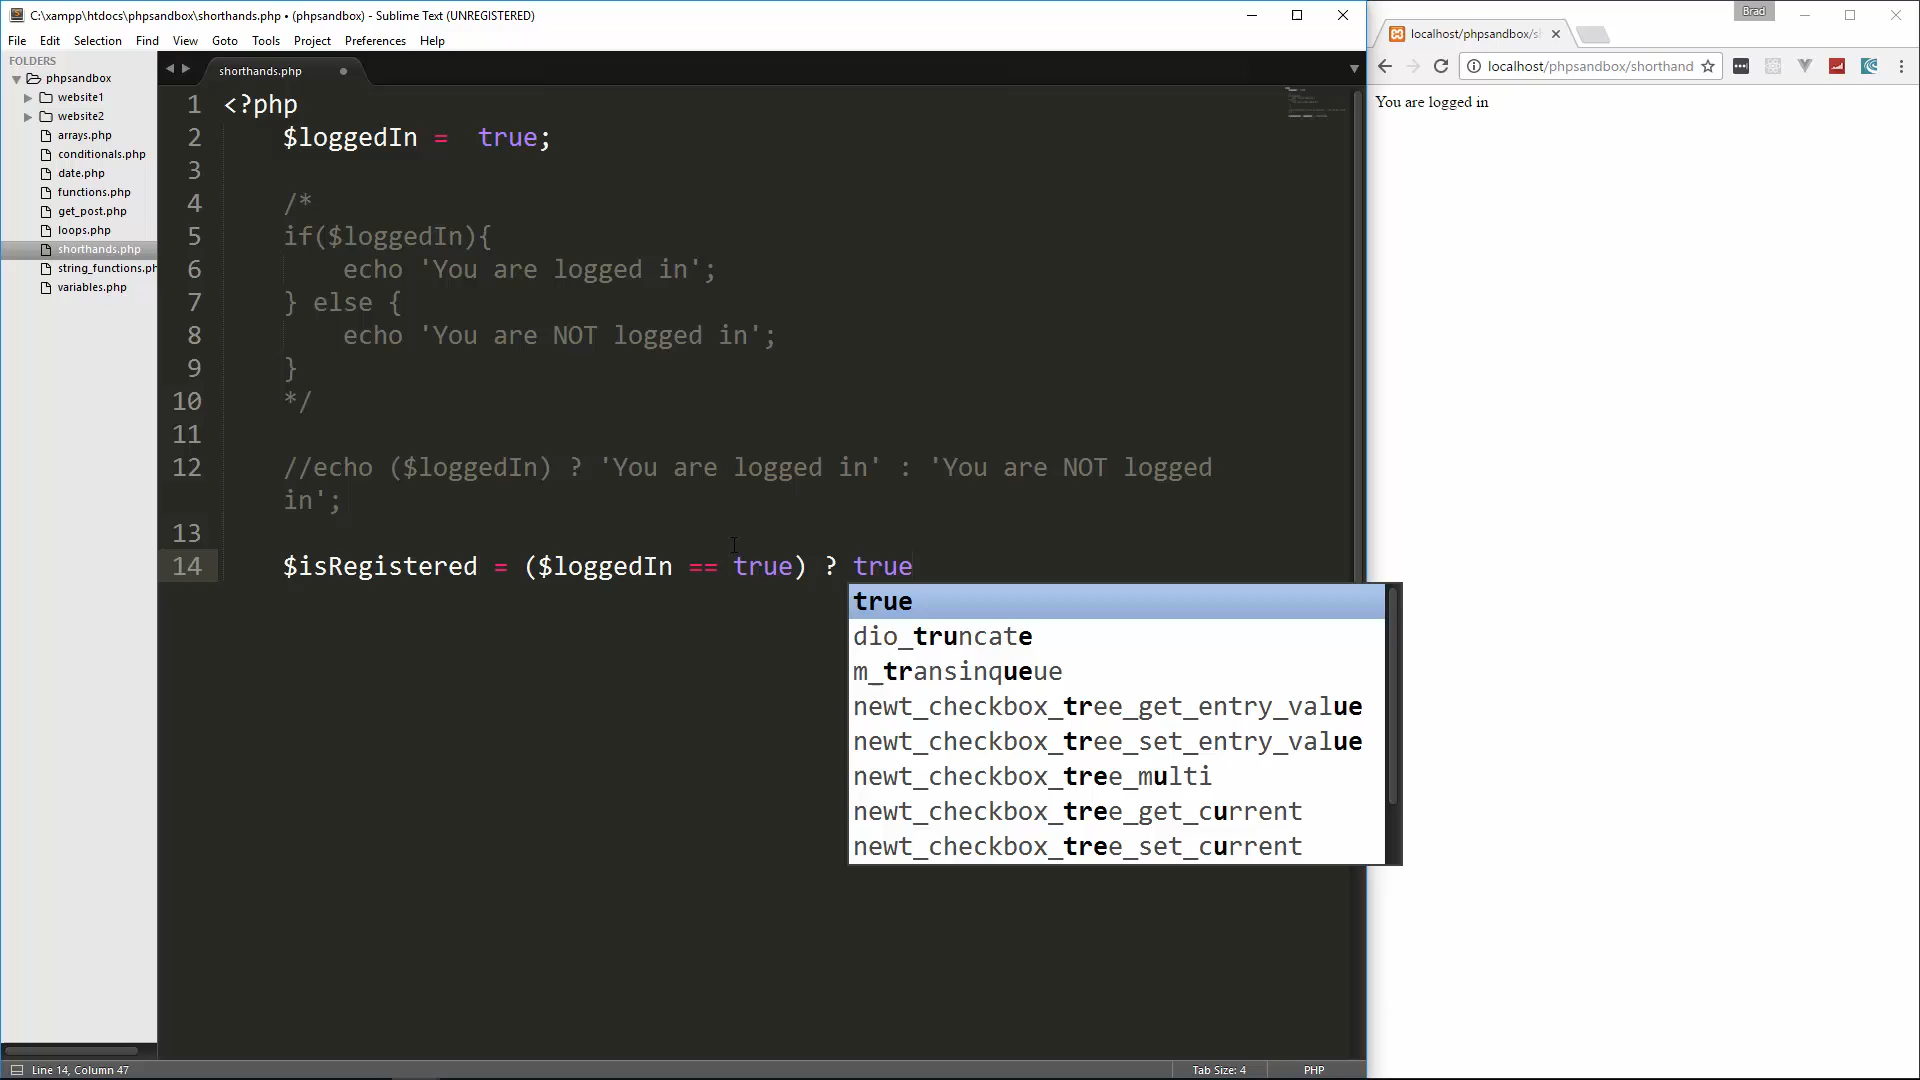 C:\xampp\htdocs\phpsandbox\shorthands.php • (phpsandbox) - Sublime Text (UNREGISTERED)
File Edit Selection Find View Goto Tools Project Preferences Help
FOLDERS
phpsandbox
website1
website2
arrays.php
conditionals.php
date.php
functions.php
get_post.php
loops.php
shorthands.php
string_functions.ph
variables.php
shorthands.php
1 <?php
2 $loggedIn =  true;
3
4 /*
5 if($loggedIn){
6 echo 'You are logged in';
7 } else {
8 echo 'You are NOT logged in';
9 }
10 */
11
12 //echo ($loggedIn) ? 'You are logged in' : 'You are NOT logged
in';
13
14 $isRegistered = ($loggedIn == true) ? true
true
dio_truncate
m_transinqueue
newt_checkbox_tree_get_entry_value
newt_checkbox_tree_set_entry_value
newt_checkbox_tree_multi
newt_checkbox_tree_get_current
newt_checkbox_tree_set_current
Line 14, Column 47
Tab Size: 4
PHP
Brad
localhost/phpsandbox/s
localhost/phpsandbox/shorthand
You are logged in